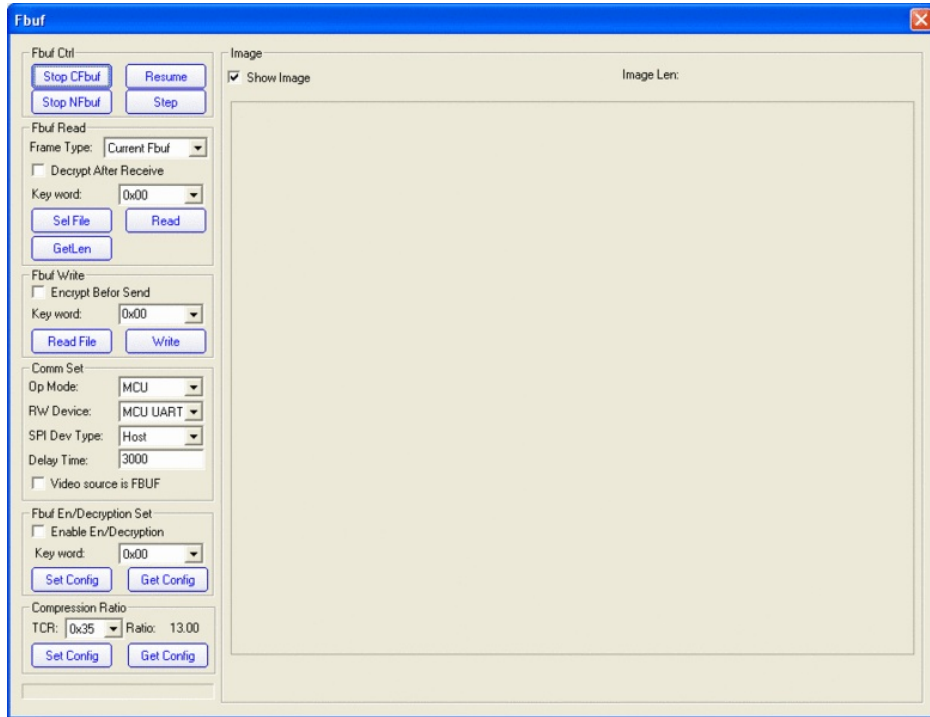 Fbuf
Fbuf Ctrl
Stop CFbuf Resume
Stop NFbuf Step
Fbuf Read
Frame Type: Current Fbuf
Decrypt After Receive
Key word: 0x00
Sel File Read
GetLen
Fbuf Write
Encrypt Befor Send
Key word: 0x00
Read File Write
Comm Set
Op Mode: MCU
RW Device: MCU UART
SPI Dev Type: Host
Delay Time: 3000
Video source is FBUF
Fbuf En/Decryption Set
Enable En/Decryption
Key word: 0x00
Set Config Get Config
Compression Ratio
TCR: 0x35 Ratio: 13.00
Set Config Get Config
Image
Show Image Image Len: